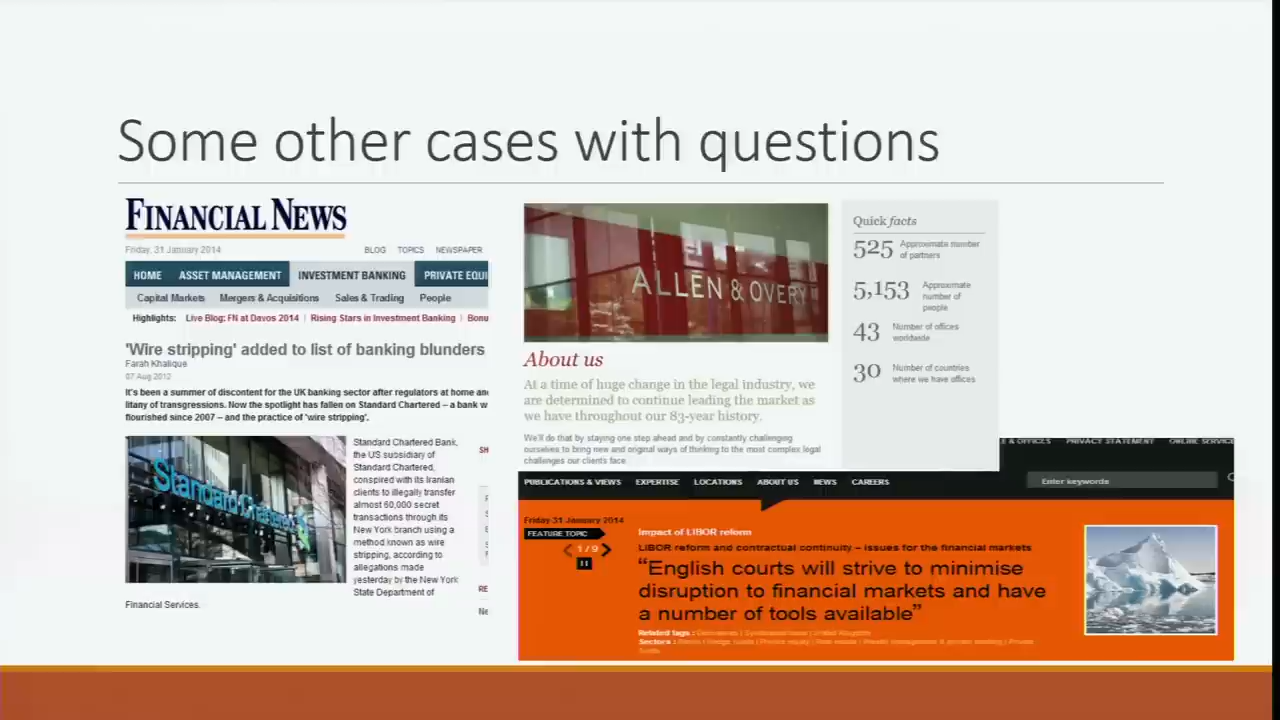 Some other cases with questions
FINANCIAL NEWS
Friday, 31 January 2014
BLOG TOPICS NEWSPAPER
HOME ASSET MANAGEMENT INVESTMENT BANKING PRIVATE EQUI
Capital Markets Mergers & Acquisitions Sales & Trading People
Highlights: Live Blog: FN at Davos 2014 | Rising Stars in Investment Banking | Bonu
'Wire stripping' added to list of banking blunders
Farah Khalique
07 Aug 2012
It's been a summer of discontent for the UK banking sector after regulators at home and
litany of transgressions. Now the spotlight has fallen on Standard Chartered – a bank w
flourished since 2007 – and the practice of 'wire stripping'.
Standard Chartered
Standard Chartered Bank,
the US subsidiary of
Standard Chartered,
conspired with its Iranian
clients to illegally transfer
almost 60,000 secret
transactions through its
New York branch using a
method known as wire
stripping, according to
allegations made
yesterday by the New York
State Department of
Financial Services.
SH
RE
Ne
ALLEN & OVERY
About us
At a time of huge change in the legal industry, we
are determined to continue leading the market as
we have throughout our 83-year history.
We'll do that by staying one step ahead and by constantly challenging
ourselves to bring new and original ways of thinking to the most complex legal
challenges our clients face
Quick facts
525 Approximate number
of partners
5,153 Approximate
number of
people
43 Number of offices
worldwide
30 Number of countries
where we have offices
E & OFFICES PRIVACY STATEMENT ONLINE SERVIC
PUBLICATIONS & VIEWS EXPERTISE LOCATIONS ABOUT US NEWS CAREERS
Enter keywords
Friday 31 January 2014
FEATURE TOPIC
1 / 9
Impact of LIBOR reform
LIBOR reform and contractual continuity – issues for the financial markets
“English courts will strive to minimise
disruption to financial markets and have
a number of tools available”
Related tags :
Sectors :